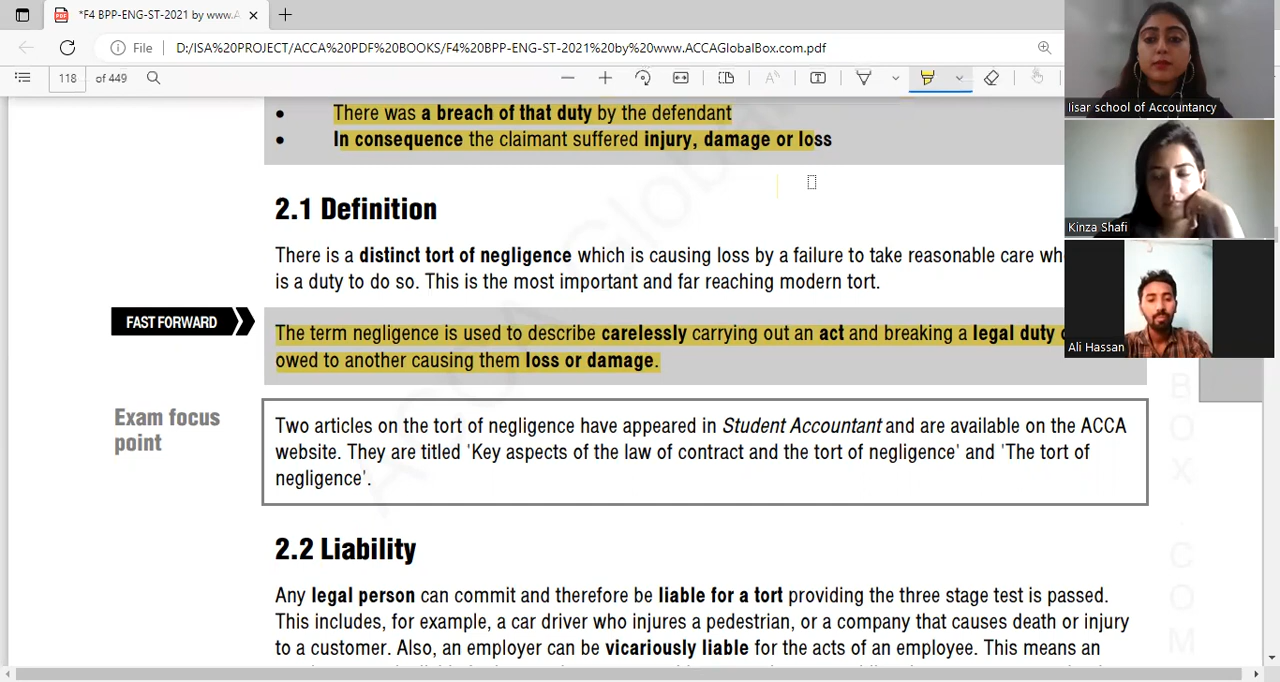 *F4 BPP-ENG-ST-2021 by www.A
File D:/ISA%20PROJECT/ACCA%20PDF%20BOOKS/F4%20BPP-ENG-ST-2021%20by%20www.ACCAGlobalBox.com.pdf
118 of 449
There was a breach of that duty by the defendant
In consequence the claimant suffered injury, damage or loss
2.1 Definition
There is a distinct tort of negligence which is causing loss by a failure to take reasonable care
is a duty to do so. This is the most important and far reaching modern tort.
FAST FORWARD
The term negligence is used to describe carelessly carrying out an act and breaking a legal duty
owed to another causing them loss or damage.
Exam focus point
Two articles on the tort of negligence have appeared in Student Accountant and are available on the ACCA
website. They are titled 'Key aspects of the law of contract and the tort of negligence' and 'The tort of
negligence'.
2.2 Liability
Any legal person can commit and therefore be liable for a tort providing the three stage test is passed.
This includes, for example, a car driver who injures a pedestrian, or a company that causes death or injury
to a customer. Also, an employer can be vicariously liable for the acts of an employee. This means an
Iisar school of Accountancy
Kinza Shafi
Ali Hassan